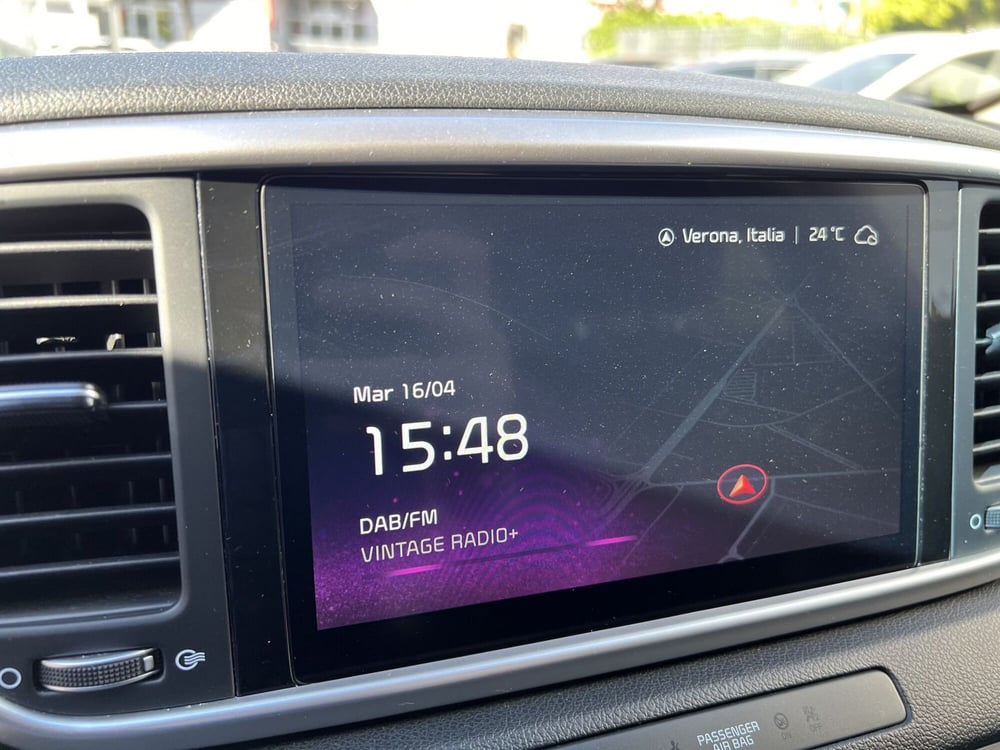 Verona, Italia | 24°C
Mar 16/04
15:48
DAB/FM
VINTAGE RADIO+
PASSENGER
AIR BAG